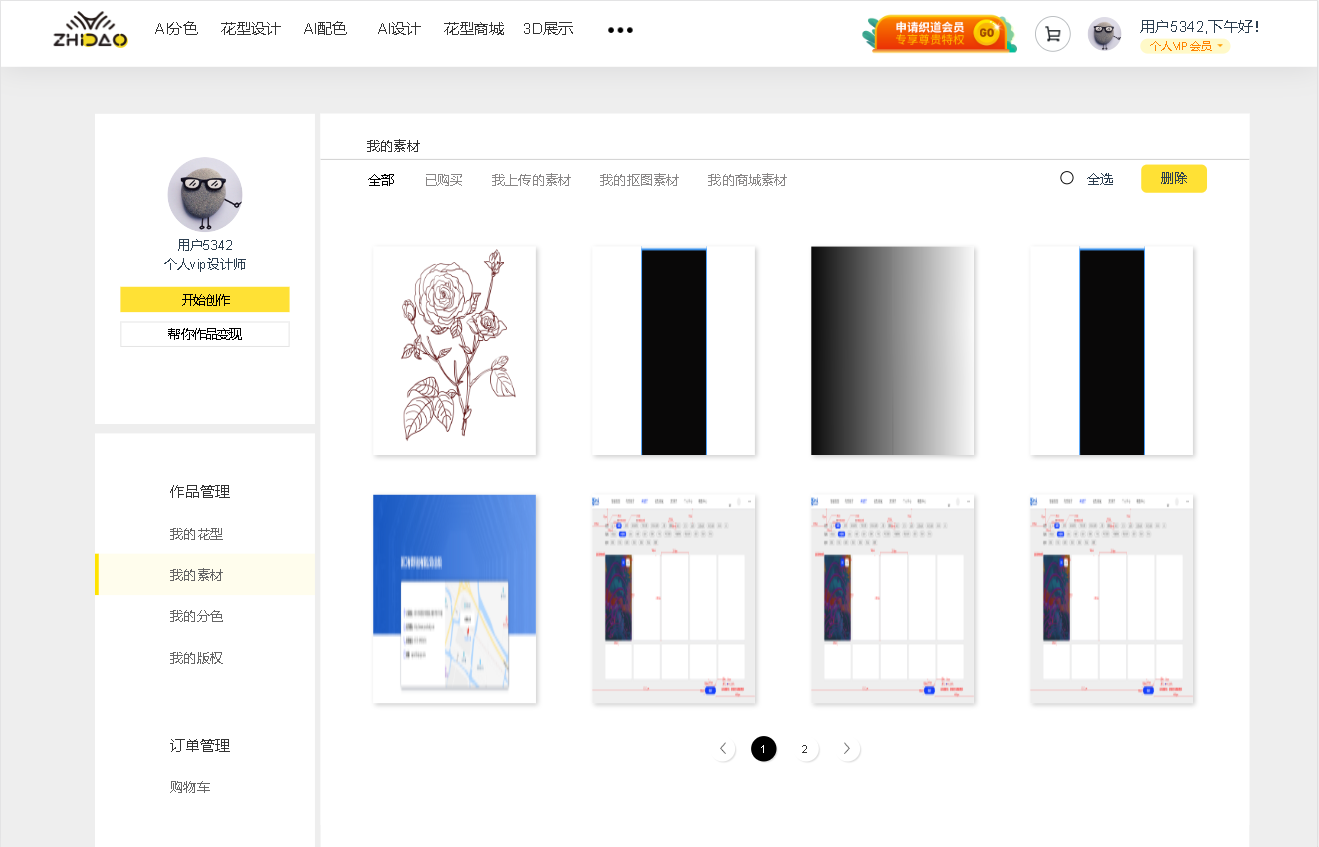 ZHIDAO
AI分色
花型设计
AI配色
AI设计
花型商城
3D展示
申请织道会员
专享尊贵特权
GO
用户5342,下午好!
个人VIP会员
用户5342
个人vip设计师
开始创作
帮你作品变现
作品管理
我的花型
我的素材
我的分色
我的版权
订单管理
购物车
我的素材
全部
已购买
我上传的素材
我的抠图素材
我的商城素材
全选
删除
1
2